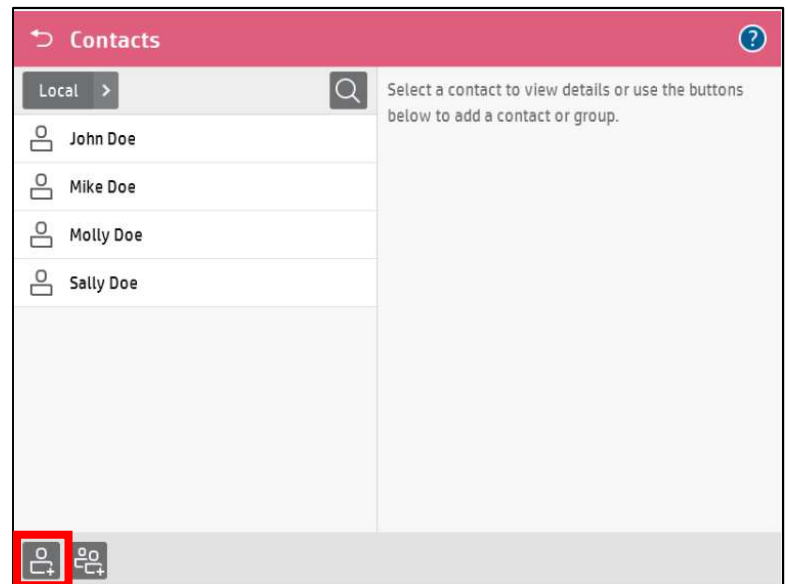 Contacts
?
Local >
Select a contact to view details or use the buttons
below to add a contact or group.
John Doe
Mike Doe
Molly Doe
Sally Doe